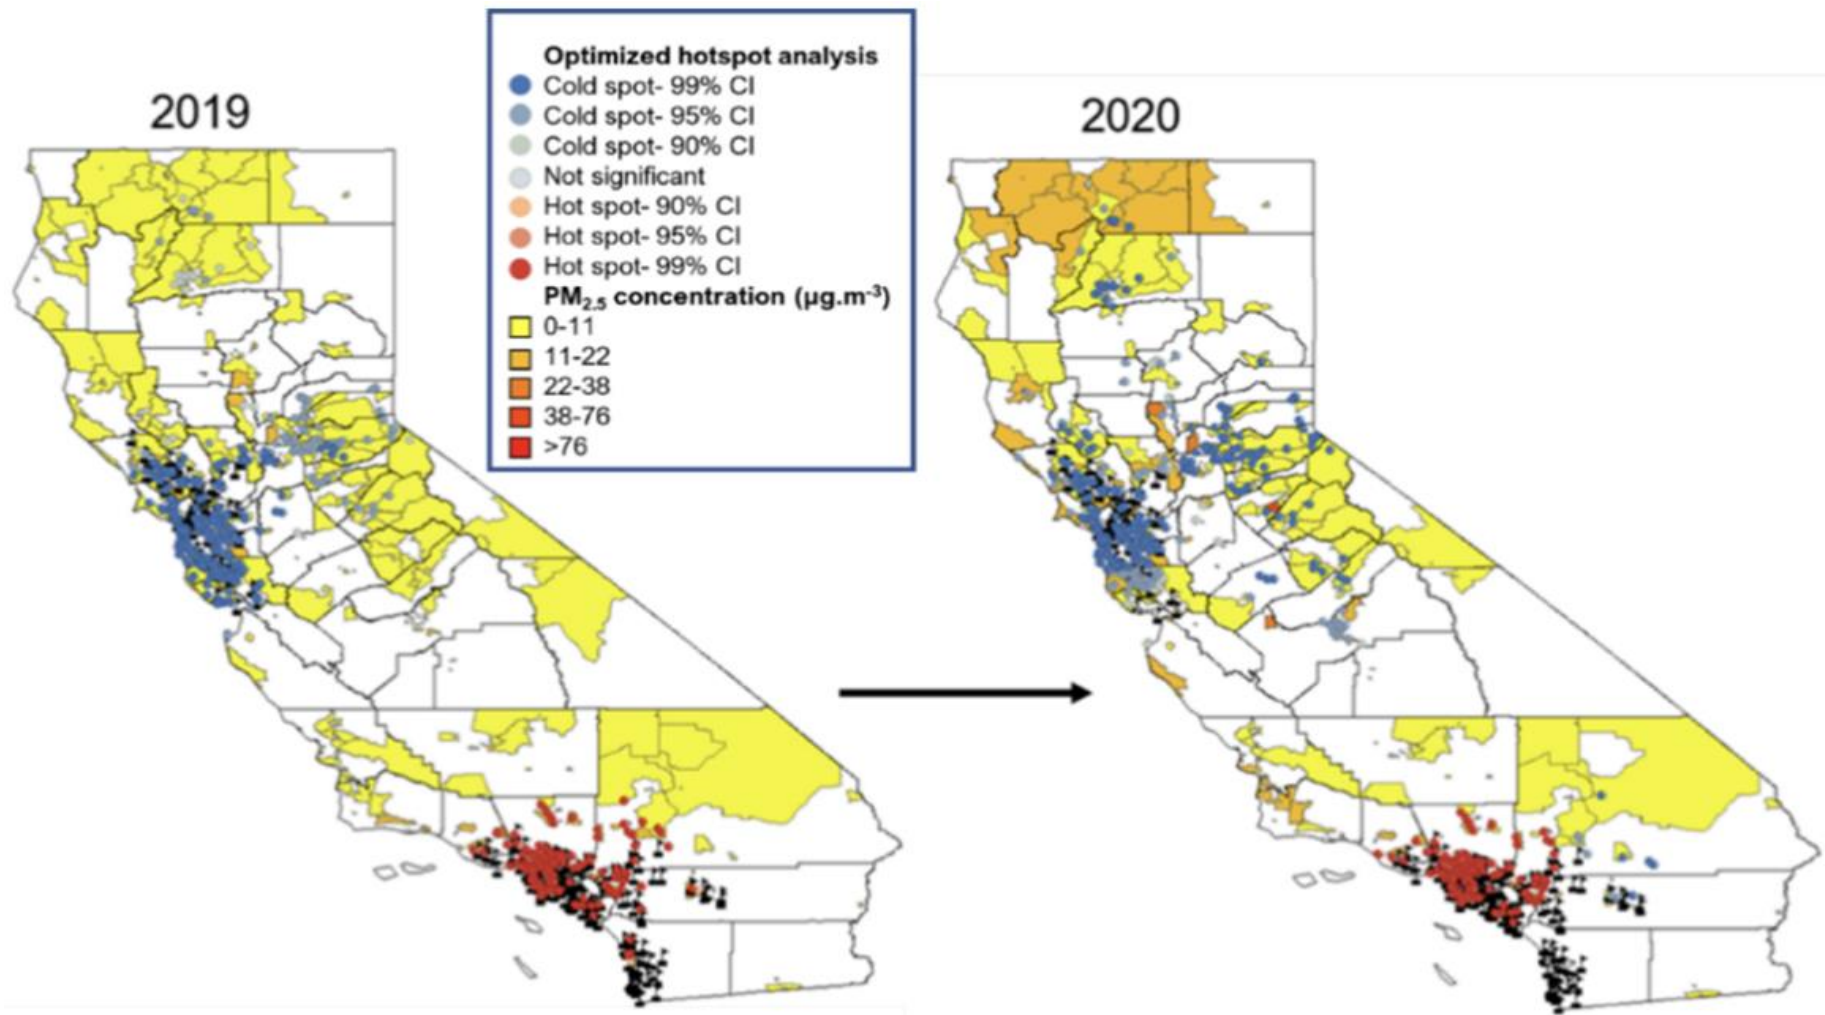 2019
Optimized hotspot analysis
Cold spot- 99% CI
Cold spot- 95% CI
Cold spot- 90% CI
Not significant
Hot spot- 90% CI
Hot spot- 95% CI
Hot spot- 99% CI
PM2.5 concentration (µg.m-3)
0-11
11-22
22-38
38-76
>76
2020